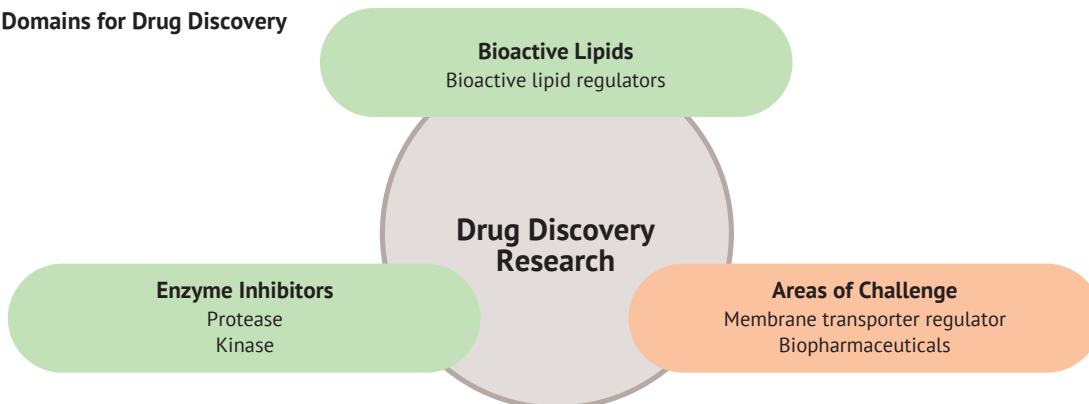 Domains for Drug Discovery
Bioactive Lipids
Bioactive lipid regulators
Drug Discovery
Research
Enzyme Inhibitors
Protease
Kinase
Areas of Challenge
Membrane transporter regulator
Biopharmaceuticals